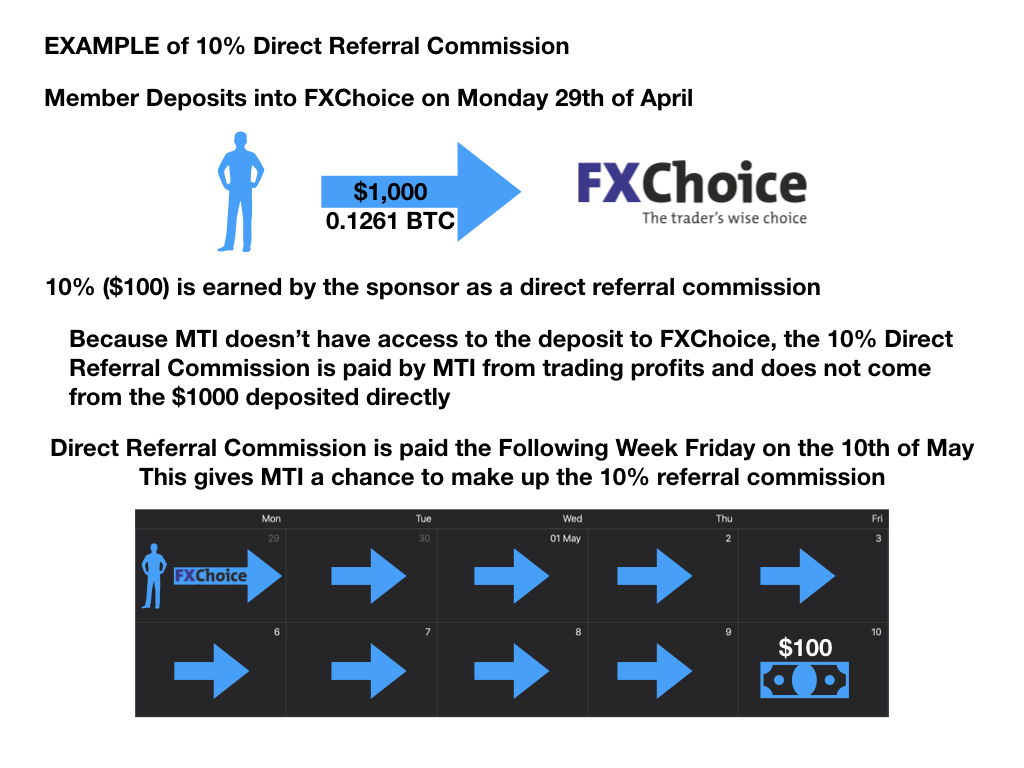 EXAMPLE of 10% Direct Referral Commission
Member Deposits into FXChoice on Monday 29th of April
$1,000
0.1261 BTC
FXChoice
The trader's wise choice
10% ($100) is earned by the sponsor as a direct referral commission
Because MTI doesn't have access to the deposit to FXChoice, the 10% Direct
Referral Commission is paid by MTI from trading profits and does not come
from the $1000 deposited directly
Direct Referral Commission is paid the Following Week Friday on the 10th of May
This gives MTI a chance to make up the 10% referral commission
Mon Tue Wed Thu Fri
29 30 01 May 2 3
FXChoice
6 7 8 9 10
$100